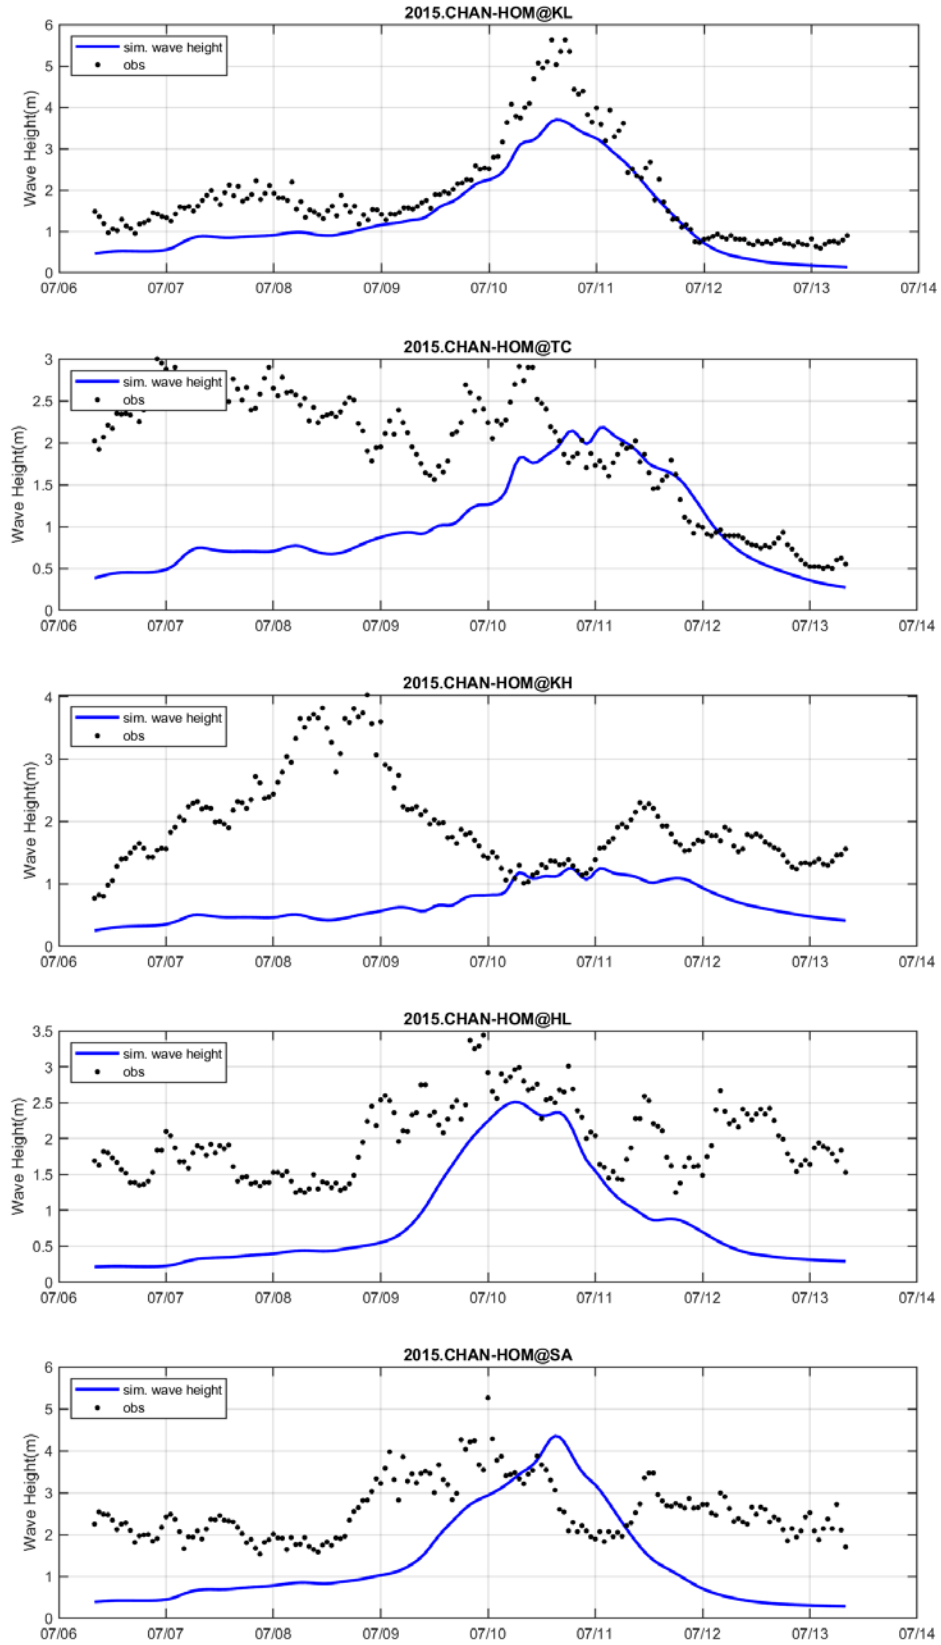 2015.CHAN-HOM@KL
6
5
4
3
2
1
0
Wave Height(m)
sim. wave height
obs
07/06 07/07 07/08 07/09 07/10 07/11 07/12 07/13 07/14
2015.CHAN-HOM@TC
3
2.5
2
1.5
1
0.5
0
Wave Height(m)
sim. wave height
obs
07/06 07/07 07/08 07/09 07/10 07/11 07/12 07/13 07/14
2015.CHAN-HOM@KH
4
3
2
1
0
Wave Height(m)
sim. wave height
obs
07/06 07/07 07/08 07/09 07/10 07/11 07/12 07/13 07/14
2015.CHAN-HOM@HL
3.5
3
2.5
2
1.5
1
0.5
0
Wave Height(m)
sim. wave height
obs
07/06 07/07 07/08 07/09 07/10 07/11 07/12 07/13 07/14
2015.CHAN-HOM@SA
6
5
4
3
2
1
0
Wave Height(m)
sim. wave height
obs
07/06 07/07 07/08 07/09 07/10 07/11 07/12 07/13 07/14